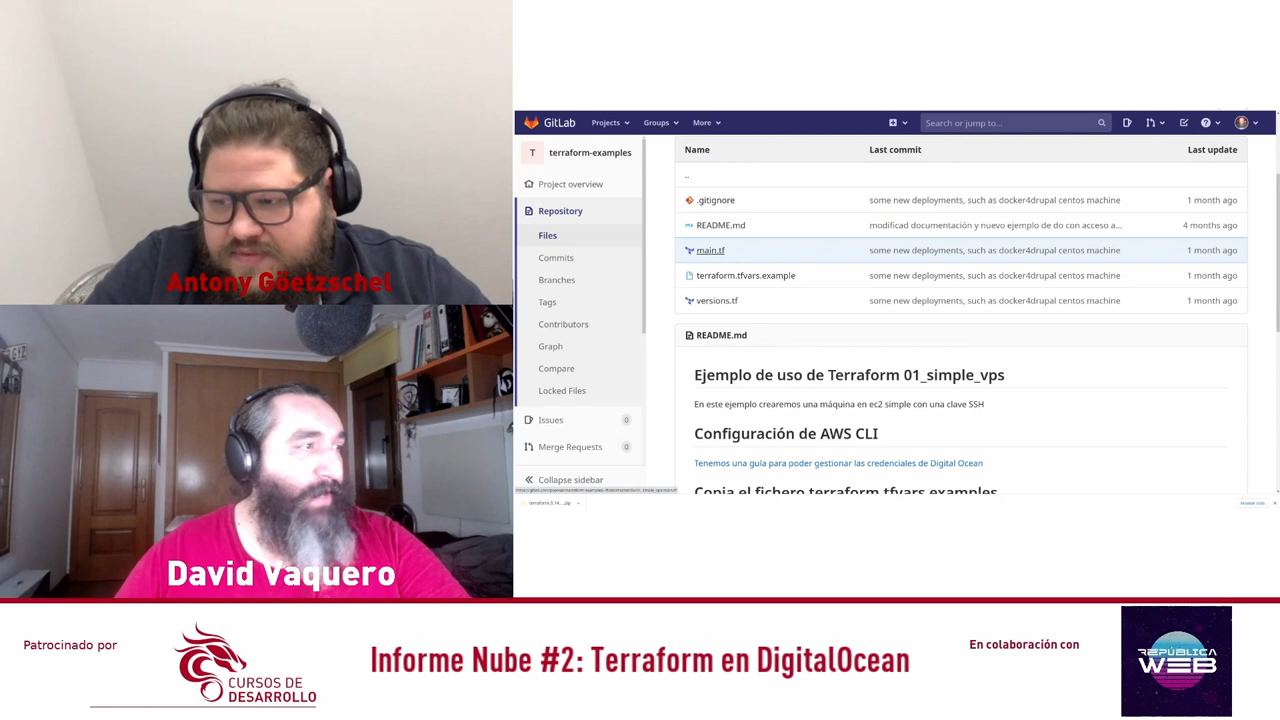 Antony Göetzschel
David Vaquero
GitLab
Projects
Groups
More
Search or jump to...
T
terraform-examples
Project overview
Repository
Files
Commits
Branches
Tags
Contributors
Graph
Compare
Locked Files
Issues
0
Merge Requests
0
Collapse sidebar
Name
Last commit
Last update
..
.gitignore
some new deployments, such as docker4drupal centos machine
1 month ago
README.md
modificad documentación y nuevo ejemplo de do con acceso a...
4 months ago
main.tf
some new deployments, such as docker4drupal centos machine
1 month ago
terraform.tfvars.example
some new deployments, such as docker4drupal centos machine
1 month ago
versions.tf
some new deployments, such as docker4drupal centos machine
1 month ago
README.md
Ejemplo de uso de Terraform 01_simple_vps
En este ejemplo crearemos una máquina en ec2 simple con una clave SSH
Configuración de AWS CLI
Tenemos una guía para poder gestionar las credenciales de Digital Ocean
Copia el fichero terraform.tfvars.examples
Patrocinado por
CURSOS DE
DESARROLLO
Informe Nube #2: Terraform en DigitalOcean
En colaboración con
REPÚBLICA
WEB